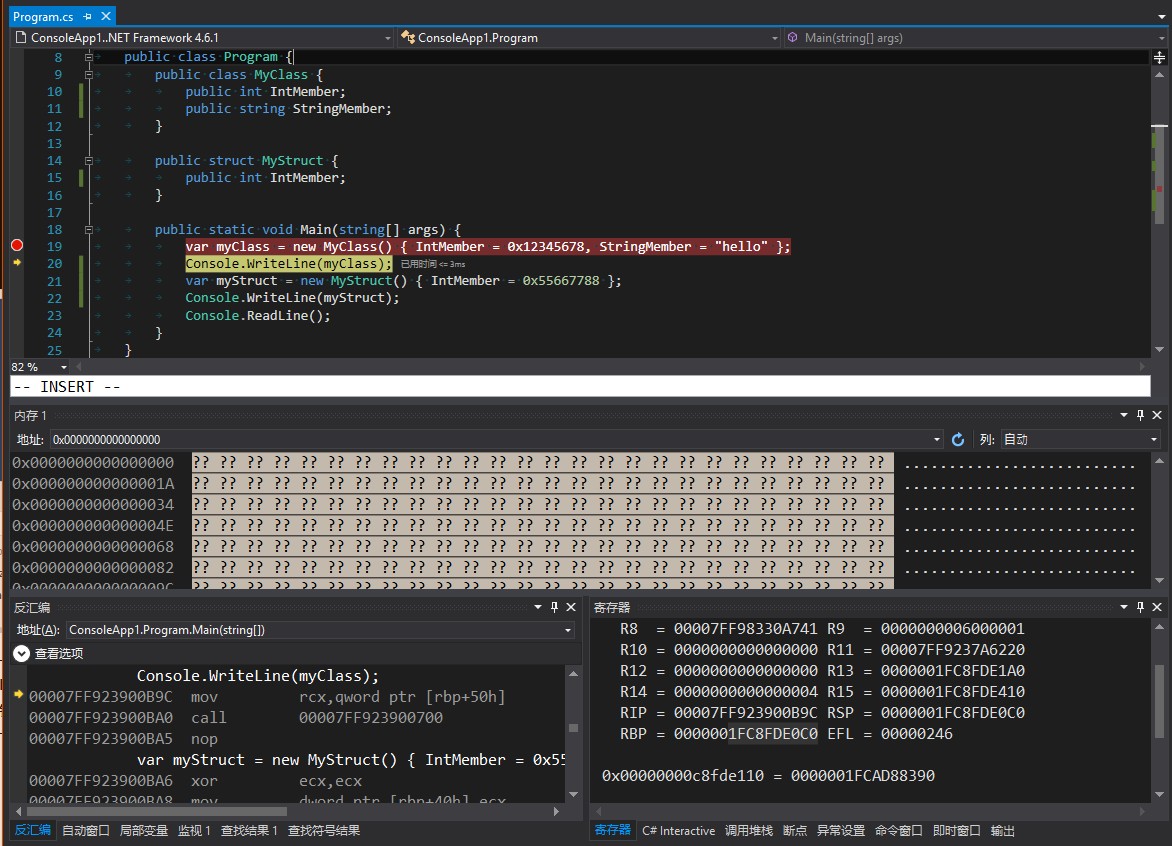 Program.cs
ConsoleApp1..NET Framework 4.6.1 ConsoleApp1.Program Main(string[] args)
8 public class Program {
9 public class MyClass {
10 public int IntMember;
11 public string StringMember;
12 }
13
14 public struct MyStruct {
15 public int IntMember;
16 }
17
18 public static void Main(string[] args) {
19 var myClass = new MyClass() { IntMember = 0x12345678, StringMember = "hello" };
20 Console.WriteLine(myClass); 已用时间 <= 3ms
21 var myStruct = new MyStruct() { IntMember = 0x55667788 };
22 Console.WriteLine(myStruct);
23 Console.ReadLine();
24 }
25 }
82 %
-- INSERT --
内存 1
地址: 0x0000000000000000 列: 自动
0x0000000000000000 ?? ?? ?? ?? ?? ?? ?? ?? ?? ?? ?? ?? ?? ?? ?? ?? ?? ?? ?? ?? ?? ?? ?? ?? ?? ?? ..........................
0x000000000000001A ?? ?? ?? ?? ?? ?? ?? ?? ?? ?? ?? ?? ?? ?? ?? ?? ?? ?? ?? ?? ?? ?? ?? ?? ?? ?? ..........................
0x0000000000000034 ?? ?? ?? ?? ?? ?? ?? ?? ?? ?? ?? ?? ?? ?? ?? ?? ?? ?? ?? ?? ?? ?? ?? ?? ?? ?? ..........................
0x000000000000004E ?? ?? ?? ?? ?? ?? ?? ?? ?? ?? ?? ?? ?? ?? ?? ?? ?? ?? ?? ?? ?? ?? ?? ?? ?? ?? ..........................
0x0000000000000068 ?? ?? ?? ?? ?? ?? ?? ?? ?? ?? ?? ?? ?? ?? ?? ?? ?? ?? ?? ?? ?? ?? ?? ?? ?? ?? ..........................
0x0000000000000082 ?? ?? ?? ?? ?? ?? ?? ?? ?? ?? ?? ?? ?? ?? ?? ?? ?? ?? ?? ?? ?? ?? ?? ?? ?? ?? ..........................
0x000000000000009C ?? ?? ?? ?? ?? ?? ?? ?? ?? ?? ?? ?? ?? ?? ?? ?? ?? ?? ?? ?? ?? ?? ?? ?? ?? ??
反汇编
地址(A): ConsoleApp1.Program.Main(string[])
查看选项
Console.WriteLine(myClass);
00007FF923900B9C mov rcx,qword ptr [rbp+50h]
00007FF923900BA0 call 00007FF923900700
00007FF923900BA5 nop
var myStruct = new MyStruct() { IntMember = 0x55
00007FF923900BA6 xor ecx,ecx
00007FF923900BA8 mov dword ptr [rbp+40h],ecx
反汇编 自动窗口 局部变量 监视 1 查找结果 1 查找符号结果
寄存器
R8 = 00007FF98330A741 R9 = 0000000006000001
R10 = 0000000000000000 R11 = 00007FF9237A6220
R12 = 0000000000000000 R13 = 0000001FC8FDE1A0
R14 = 0000000000000004 R15 = 0000001FC8FDE410
RIP = 00007FF923900B9C RSP = 0000001FC8FDE0C0
RBP = 0000001FC8FDE0C0 EFL = 00000246
0x00000000c8fde110 = 0000001FCAD88390
寄存器 C# Interactive 调用堆栈 断点 异常设置 命令窗口 即时窗口 输出